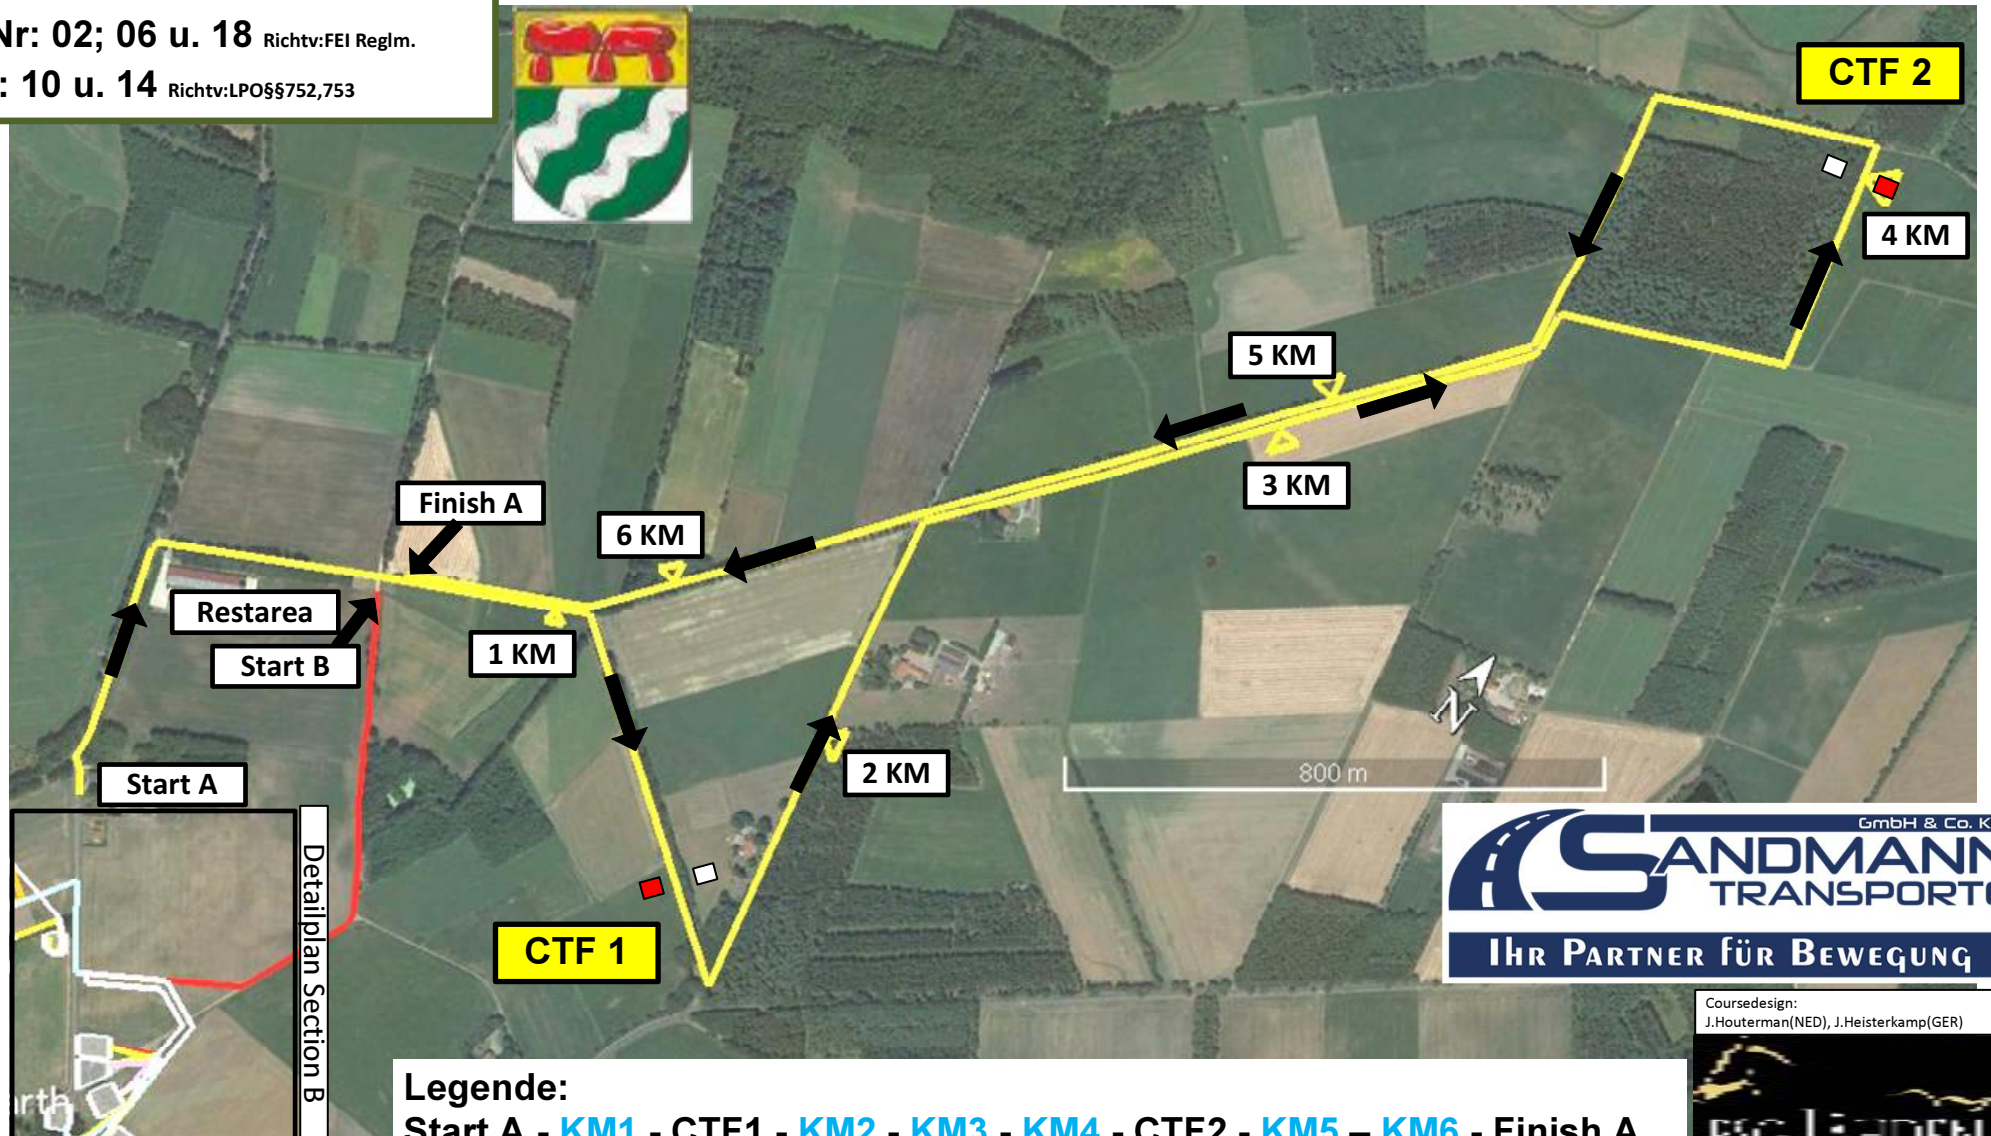 Nr: 02; 06 u. 18 Richtv:FEI Reglm.
: 10 u. 14 Richtv:LPO§§752,753
CTF 2
4 KM
5 KM
3 KM
Finish A
6 KM
Restarea
Start B
1 KM
N
2 KM
800 m
Start A
GmbH & Co. K
SANDMANN
TRANSPORTE
IHR PARTNER FÜR BEWEGUNG
CTF 1
Detailplan Section B
Coursedesign:
J.Houterman(NED), J.Heisterkamp(GER)
Legende:
Start A - KM1 - CTF1 - KM2 - KM3 - KM4 - CTF2 - KM5 – KM6 - Finish A